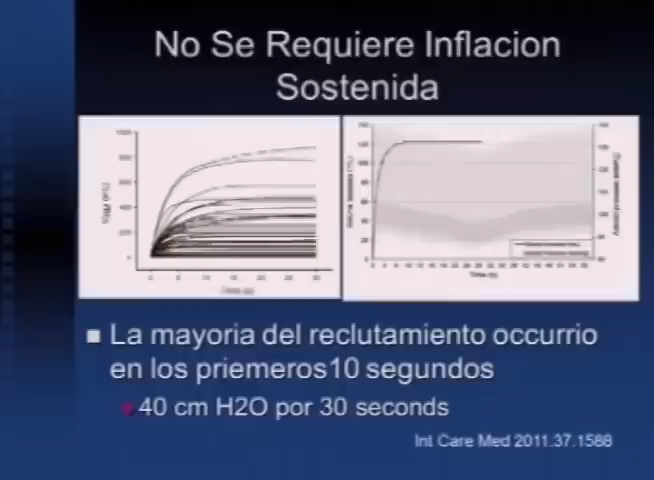 No Se Requiere Inflacion
Sostenida
La mayoria del reclutamiento occurrio
en los priemeros10 segundos
40 cm H2O por 30 seconds
Int Care Med 2011.37.1588